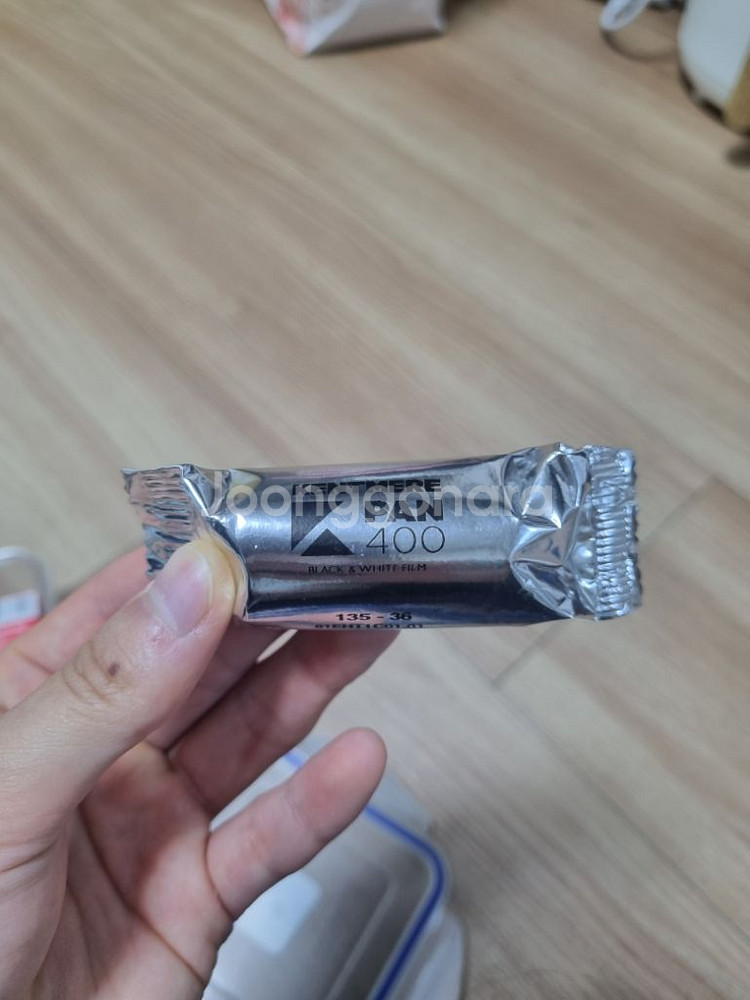 KENTMERE
Joonggonara
PAN
400
BLACK & WHITE FILM
135 - 36